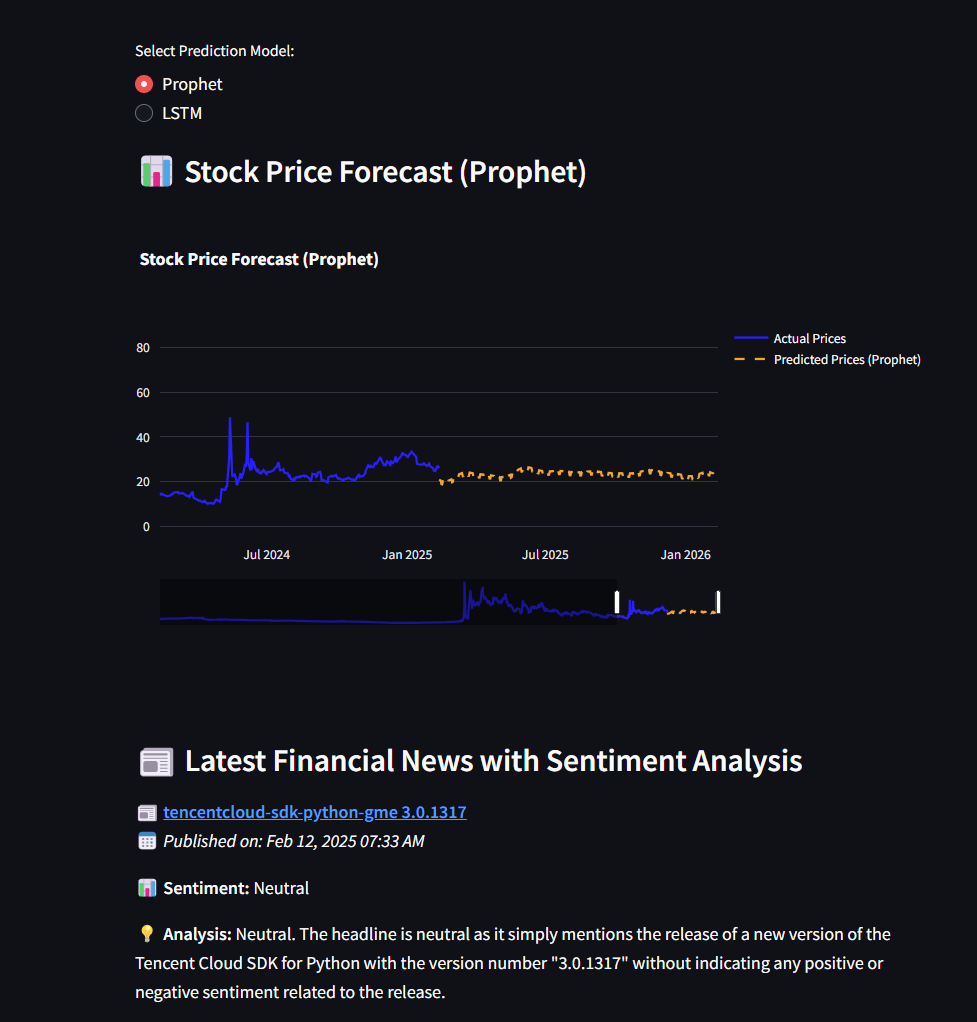 Select Prediction Model:
Prophet
LSTM
Stock Price Forecast (Prophet)
Stock Price Forecast (Prophet)
Actual Prices
Predicted Prices (Prophet)
80
60
40
20
0
Jul 2024
Jan 2025
Jul 2025
Jan 2026
Latest Financial News with Sentiment Analysis
tencentcloud-sdk-python-gme 3.0.1317
Published on: Feb 12, 2025 07:33 AM
Sentiment: Neutral
Analysis: Neutral. The headline is neutral as it simply mentions the release of a new version of the
Tencent Cloud SDK for Python with the version number "3.0.1317" without indicating any positive or
negative sentiment related to the release.